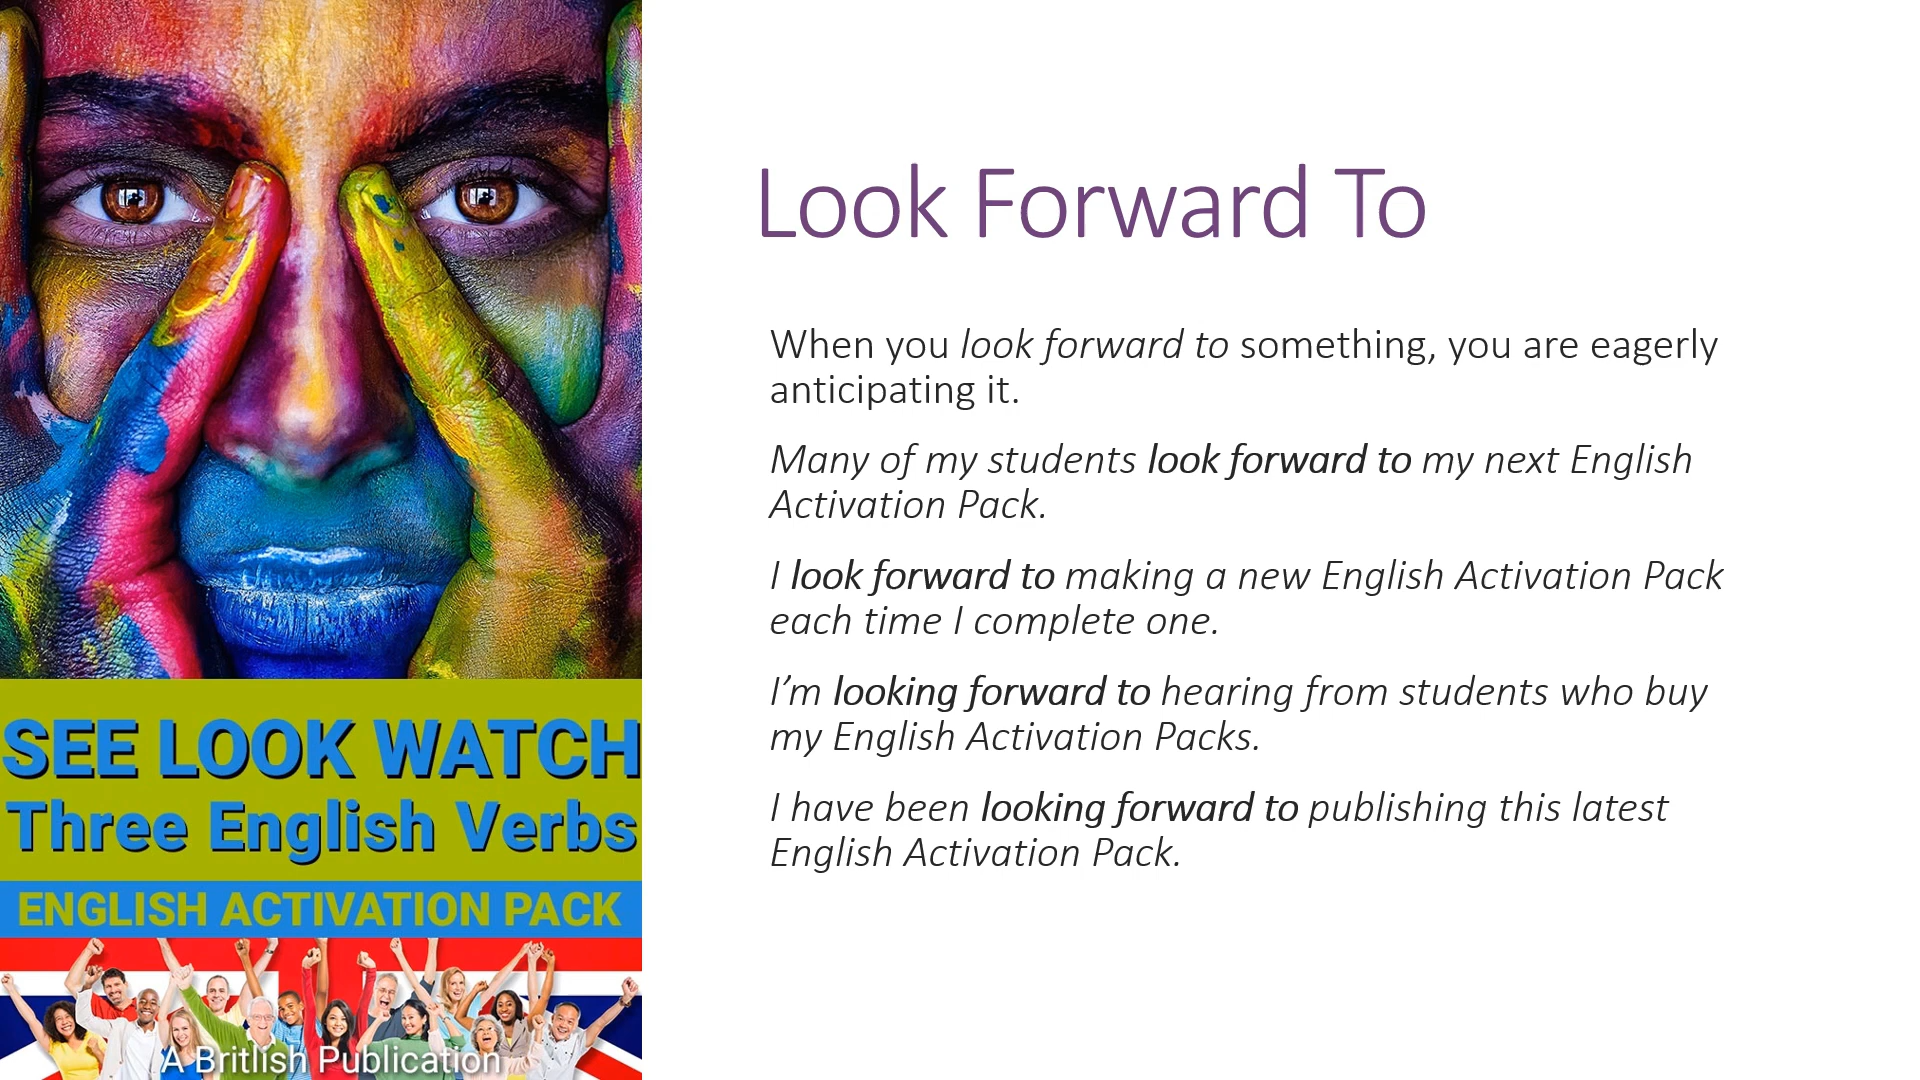 Look Forward To
When you look forward to something, you are eagerly
anticipating it.
Many of my students look forward to my next English
Activation Pack.
I look forward to making a new English Activation Pack
each time I complete one.
I’m looking forward to hearing from students who buy
my English Activation Packs.
I have been looking forward to publishing this latest
English Activation Pack.
SEE LOOK WATCH
Three English Verbs
ENGLISH ACTIVATION PACK
A Britlish Publication